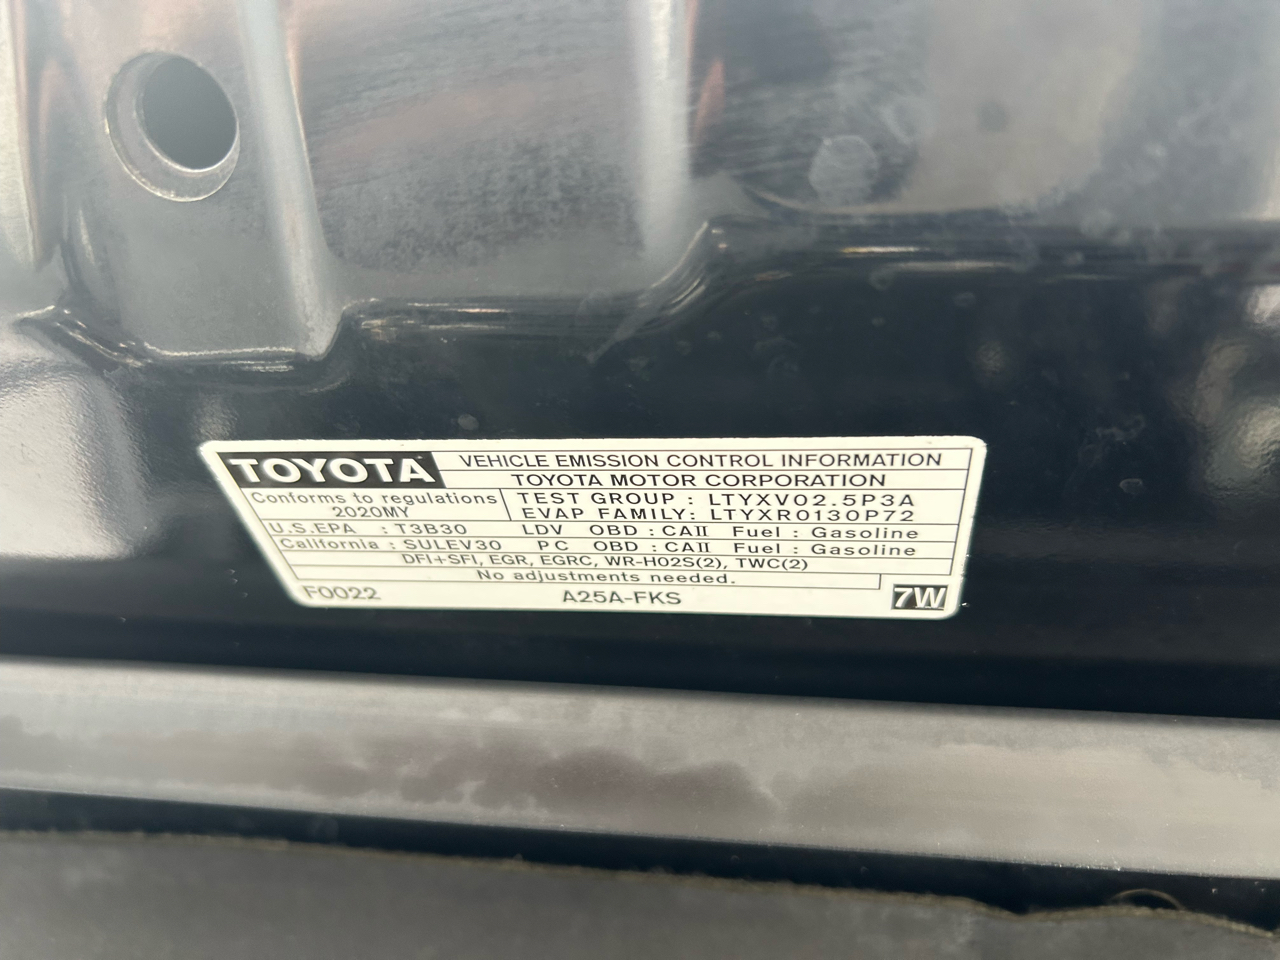 TOYOTA VEHICLE EMISSION CONTROL INFORMATION
TOYOTA MOTOR CORPORATION
Conforms to regulations
2020MY
TEST GROUP : LTYXV02.5P3A
EVAP FAMILY: LTYXR0130P72
U.S.EPA : T3B30 LDV OBD : CAII Fuel : Gasoline
California : SULEV30 PC OBD : CAII Fuel : Gasoline
DFI+SFI, EGR, EGRC, WR-HO2S(2), TWC(2)
No adjustments needed.
F0022 A25A-FKS 7W